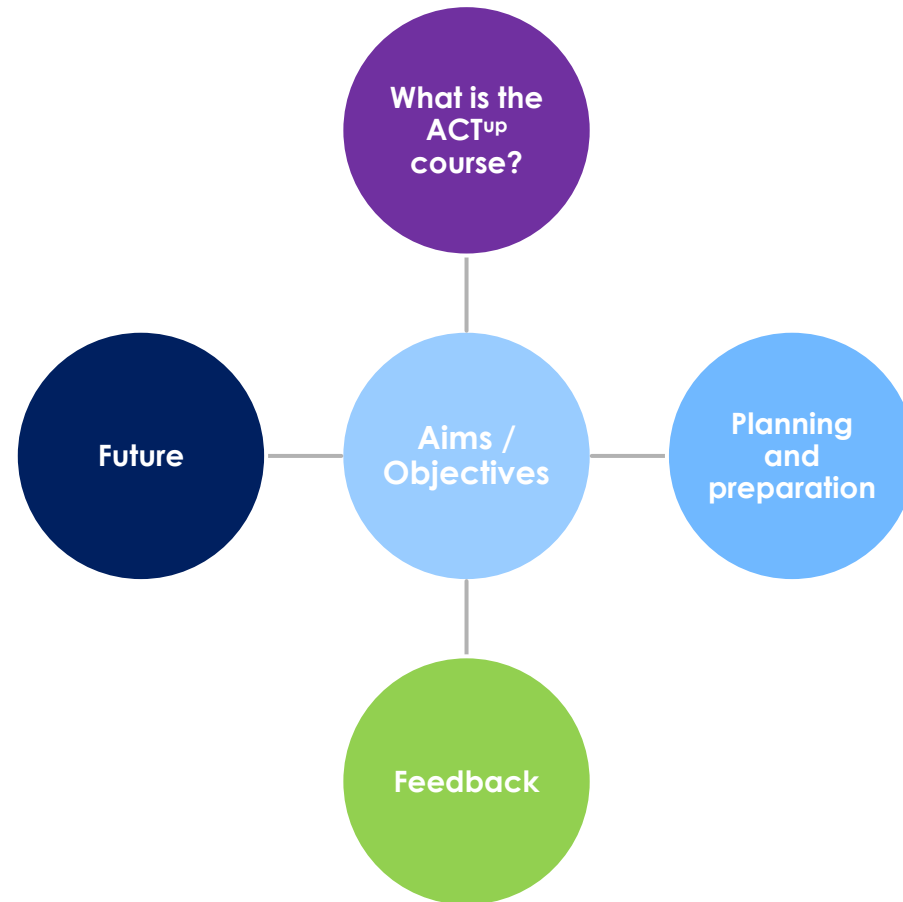 What is the
ACTᵘᵖ
course?
Future
Aims /
Objectives
Planning
and
preparation
Feedback